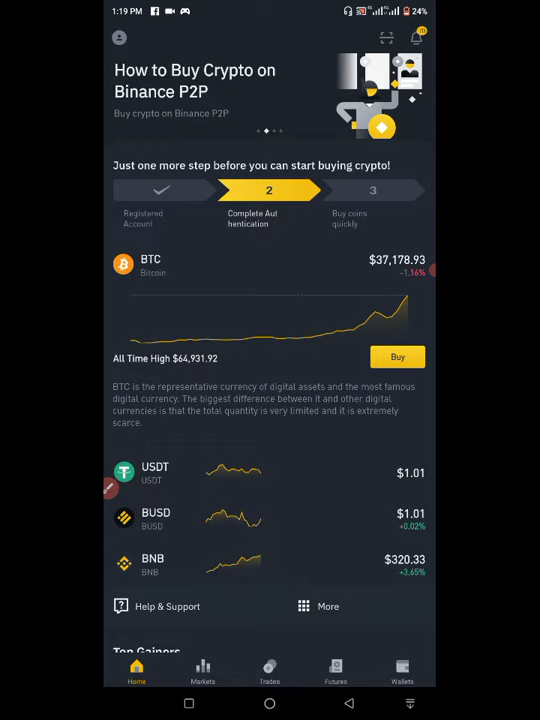 1:19 PM
24%
How to Buy Crypto on
Binance P2P
Buy crypto on Binance P2P
Just one more step before you can start buying crypto!
2
3
Registered
Account
Complete Aut
hentication
Buy coins
quickly
BTC
Bitcoin
$37,178.93
-1.16%
All Time High $64,931.92
Buy
BTC is the representative currency of digital assets and the most famous
digital currency. The biggest difference between it and other digital
currencies is that the total quantity is very limited and it is extremely
scarce.
USDT
USDT
$1.01
BUSD
BUSD
$1.01
+0.02%
BNB
BNB
$320.33
+3.65%
Help & Support
More
Top Gainers
Home
Markets
Trades
Futures
Wallets